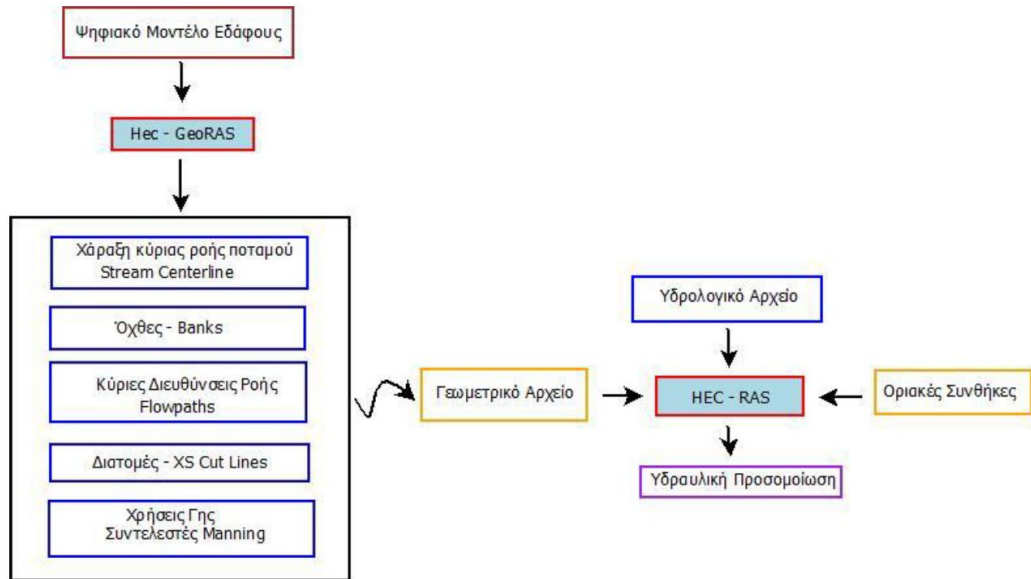 Ψηφιακό Μοντέλο Εδάφους
Hec - GeoRAS
Χάραξη κύριας ροής ποταμού
Stream Centerline
Όχθες - Banks
Κύριες Διευθύνσεις Ροής
Flowpaths
Διατομές - XS Cut Lines
Χρήσεις Γης
Συντελεστές Manning
Γεωμετρικό Αρχείο
Υδρολογικό Αρχείο
HEC - RAS
Οριακές Συνθήκες
Υδραυλική Προσομοίωση